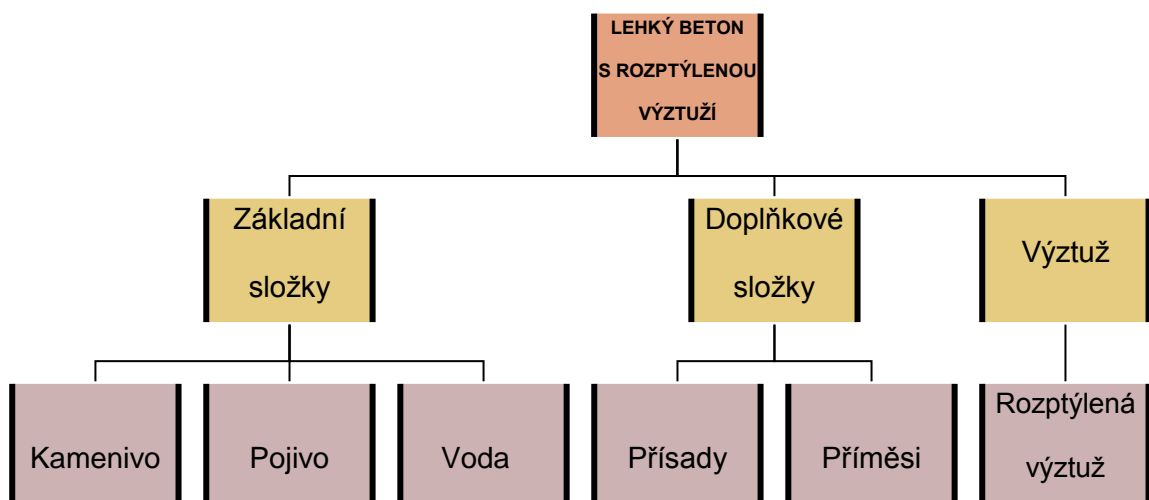 LEHKÝ BETON
S ROZPTÝLENOU
VÝZTUŽÍ
Základní
složky
Doplňkové
složky
Výztuž
Kamenivo
Pojivo
Voda
Přísady
Příměsi
Rozptýlená
výztuž